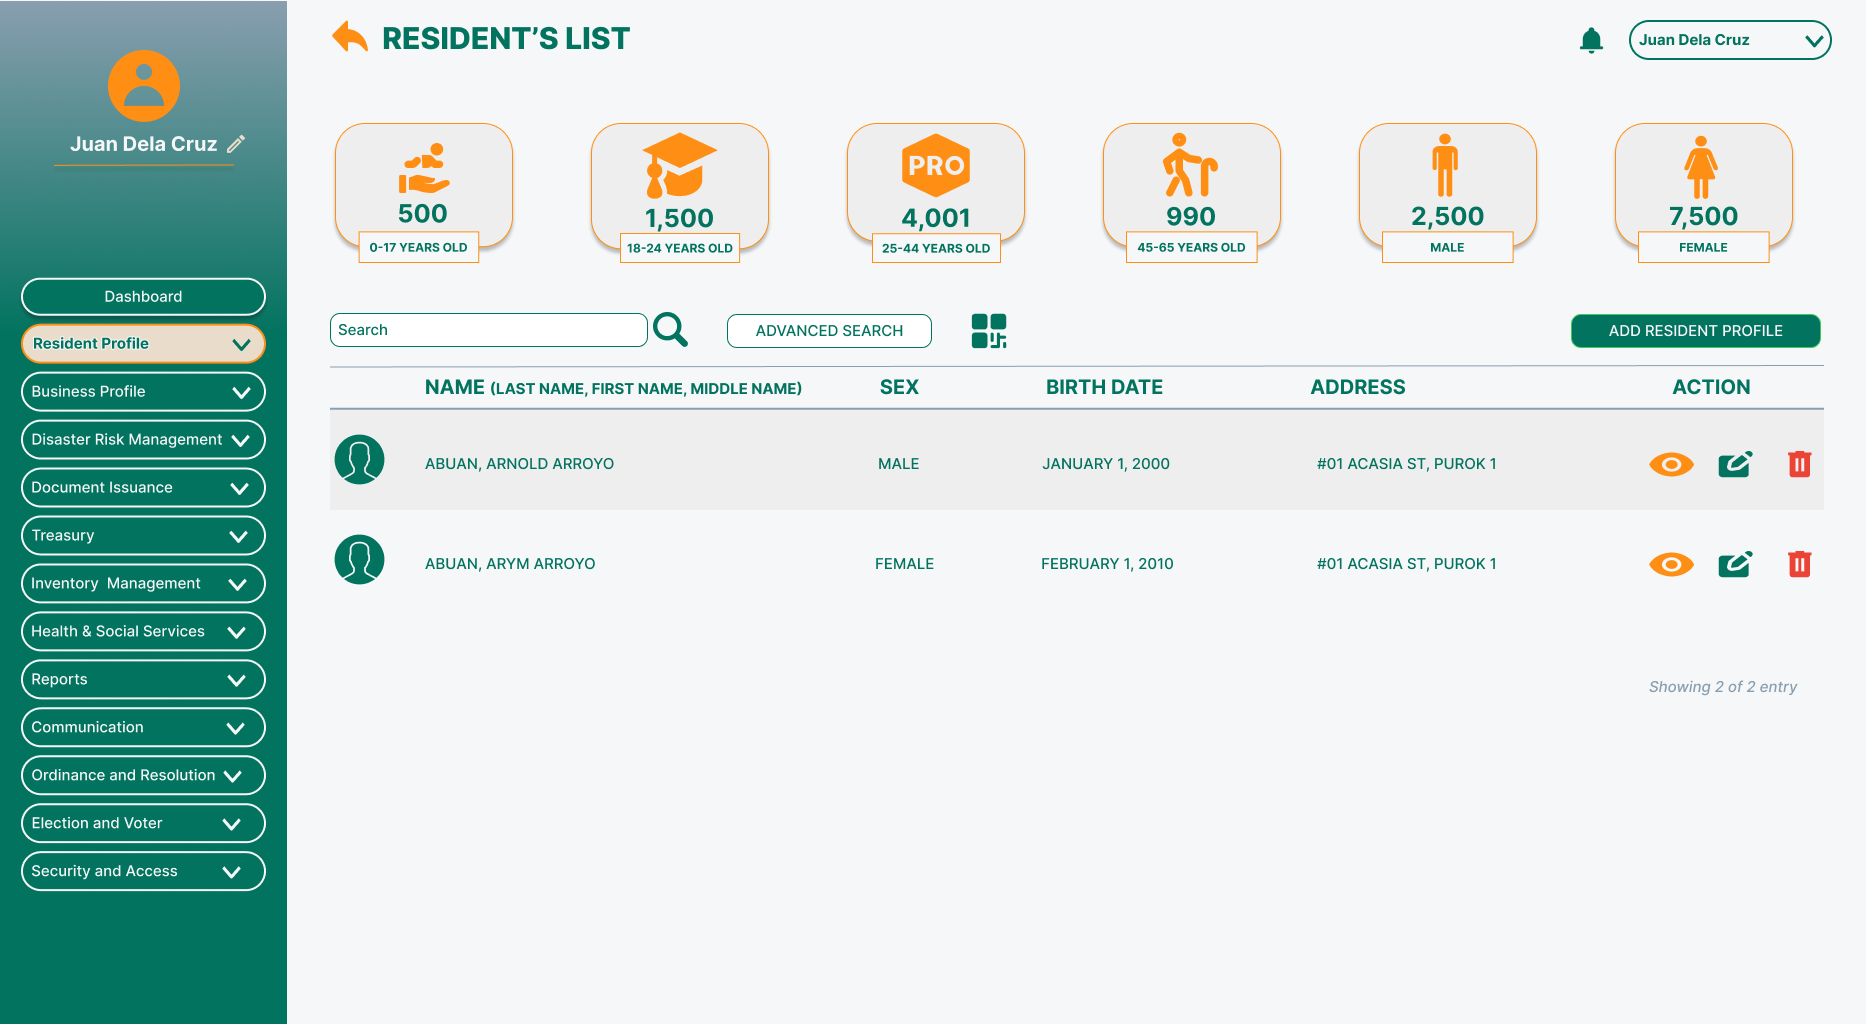 Juan Dela Cruz
Dashboard
Resident Profile
Business Profile
Disaster Risk Management
Document Issuance
Treasury
Inventory  Management
Health & Social Services
Reports
Communication
Ordinance and Resolution
Election and Voter
Security and Access
RESIDENT’S LIST
Juan Dela Cruz
500
0-17 YEARS OLD
1,500
18-24 YEARS OLD
PRO
4,001
25-44 YEARS OLD
990
45-65 YEARS OLD
2,500
MALE
7,500
FEMALE
Search
ADVANCED SEARCH
ADD RESIDENT PROFILE
NAME (LAST NAME, FIRST NAME, MIDDLE NAME) SEX BIRTH DATE ADDRESS ACTION
ABUAN, ARNOLD ARROYO MALE JANUARY 1, 2000 #01 ACASIA ST, PUROK 1
ABUAN, ARYM ARROYO FEMALE FEBRUARY 1, 2010 #01 ACASIA ST, PUROK 1
Showing 2 of 2 entry